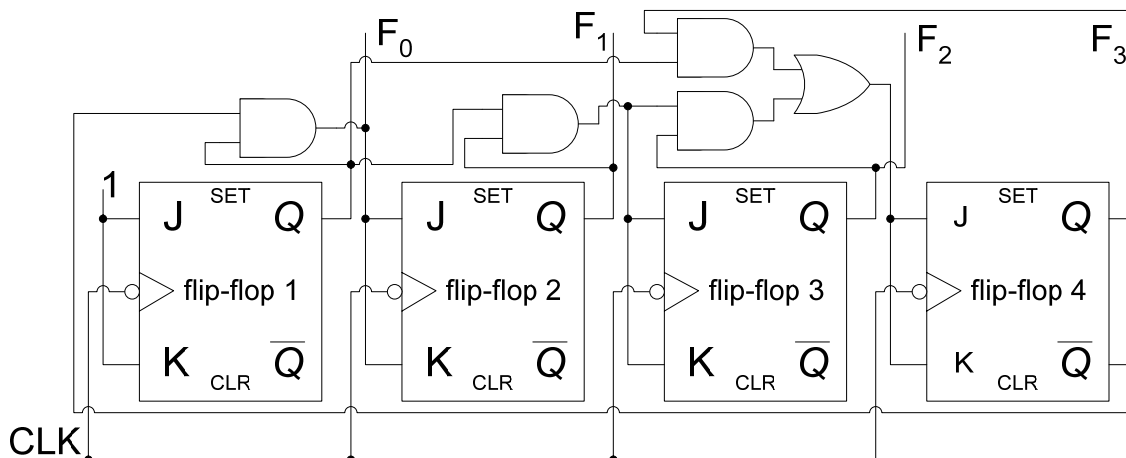 F₀ F₁ F₂ F₃
1
SET SET SET SET
J Q J Q J Q J Q
flip-flop 1 flip-flop 2 flip-flop 3 flip-flop 4
K Q̅ K Q̅ K Q̅ K Q̅
CLR CLR CLR CLR
CLK